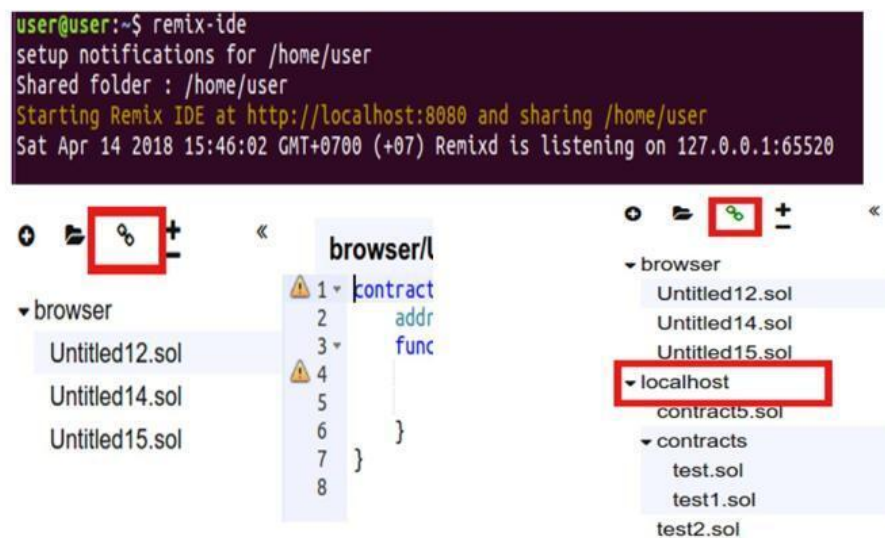 user@user:~$ remix-ide
setup notifications for /home/user
Shared folder : /home/user
Starting Remix IDE at http://localhost:8080 and sharing /home/user
Sat Apr 14 2018 15:46:02 GMT+0700 (+07) Remixd is listening on 127.0.0.1:65520
«
browser
Untitled12.sol
Untitled14.sol
Untitled15.sol
browser/U
1 contract
2 addr
3 func
4
5
6 }
7 }
8
«
browser
Untitled12.sol
Untitled14.sol
Untitled15.sol
localhost
contract5.sol
contracts
test.sol
test1.sol
test2.sol